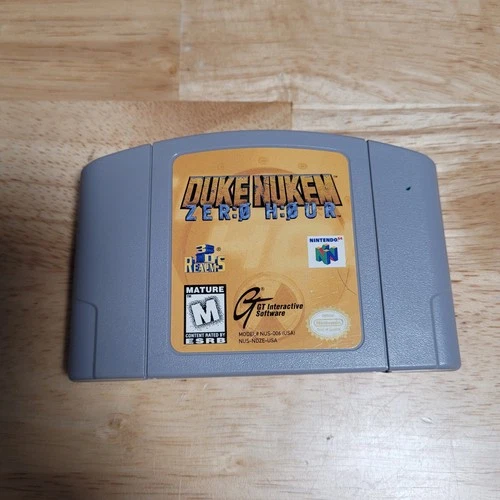 DUKE NUKEM
ZERØ HØUR
NINTENDO 64
3D
REALMS
MATURE
M
CONTENT RATED BY
ESRB
GT
GT Interactive
Software
MODEL # NUS-006 (USA)
NUS-NDZE-USA